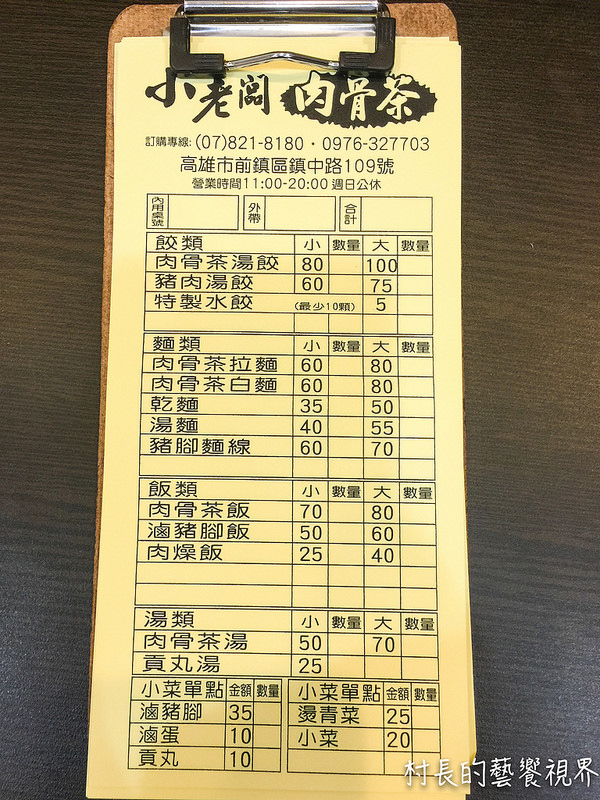 小老闆 肉骨茶
訂購專線: (07)821-8180・0976-327703
高雄市前鎮區鎮中路109號
營業時間11:00-20:00 週日公休
內用桌號 外帶 合計
餃類 小 數量 大 數量
肉骨茶湯餃 80 100
豬肉湯餃 60 75
特製水餃 (最少10顆) 5
麵類 小 數量 大 數量
肉骨茶拉麵 60 80
肉骨茶白麵 60 80
乾麵 35 50
湯麵 40 55
豬腳麵線 60 70
飯類 小 數量 大 數量
肉骨茶飯 70 80
滷豬腳飯 50 60
肉燥飯 25 40
湯類 小 數量 大 數量
肉骨茶湯 50 70
貢丸湯 25
小菜單點 金額 數量
滷豬腳 35
滷蛋 10
貢丸 10
小菜單點 金額 數量
燙青菜 25
小菜 20
村長的藝饗視界